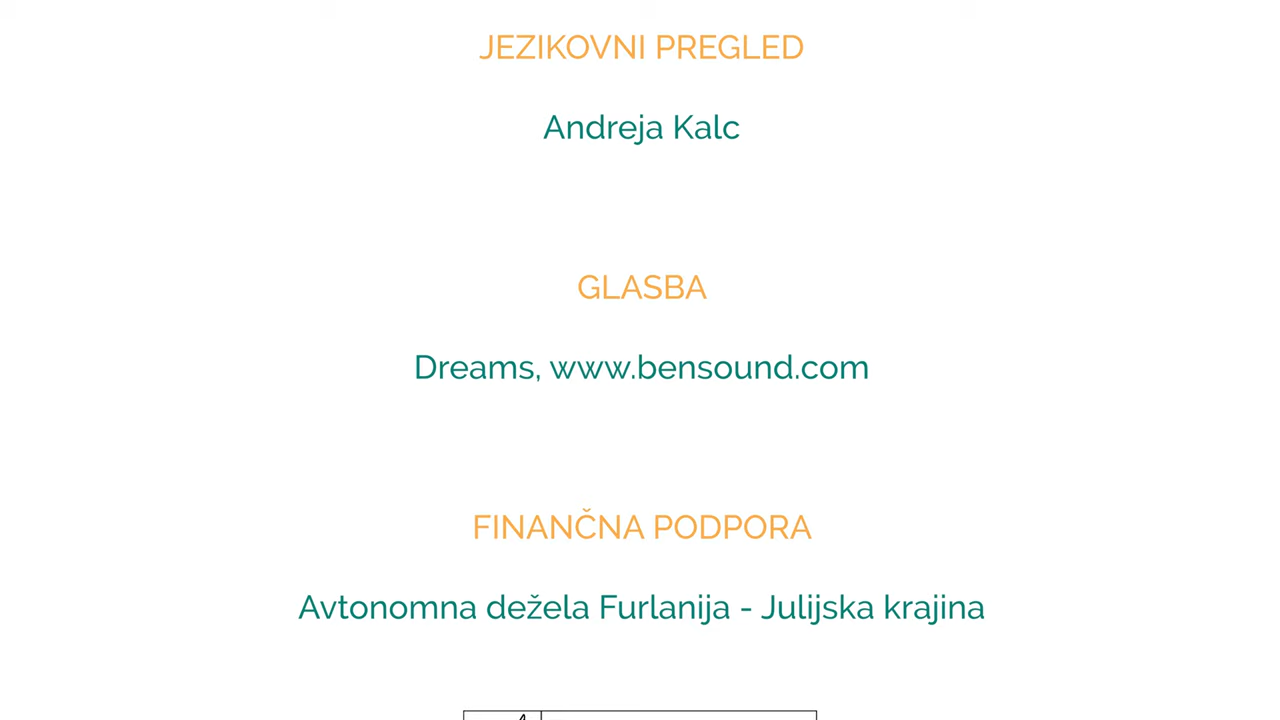 JEZIKOVNI PREGLED
Andreja Kalc
GLASBA
Dreams, www.bensound.com
FINANČNA PODPORA
Avtonomna dežela Furlanija - Julijska krajina